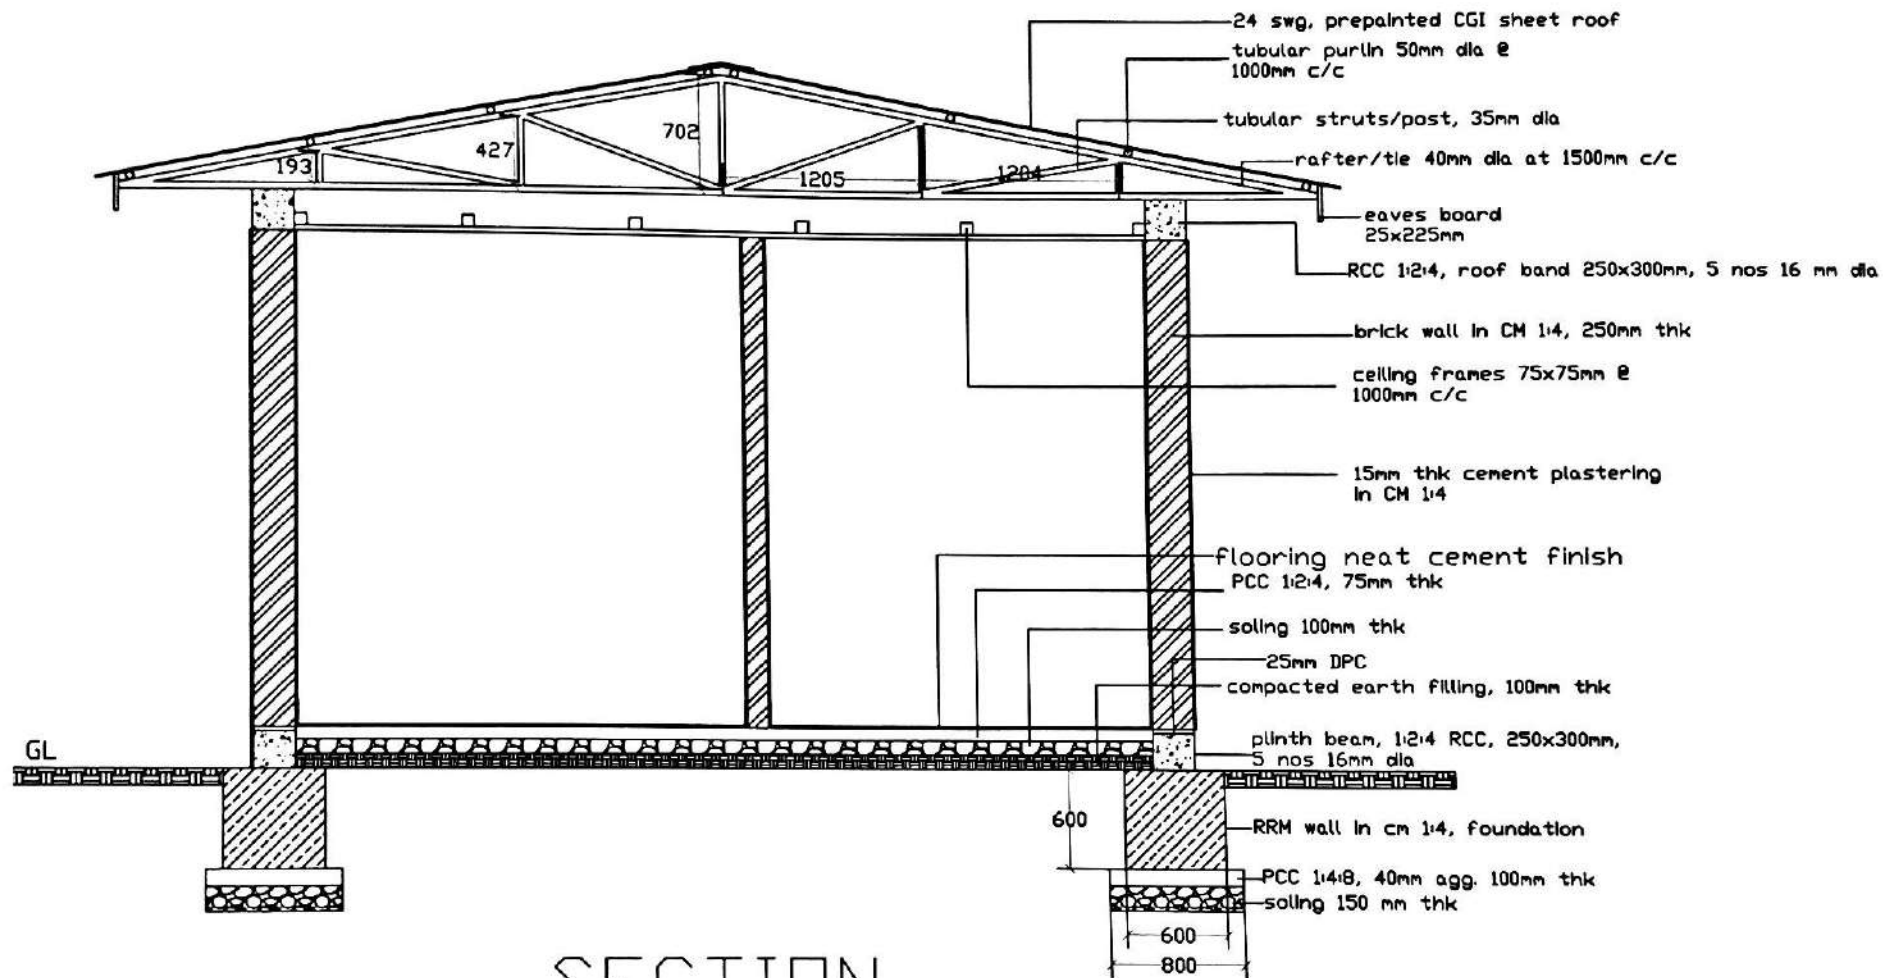 24 swg, prepainted CGI sheet roof
tubular purlin 50mm dia @
1000mm c/c
tubular struts/post, 35mm dia
rafter/tie 40mm dia at 1500mm c/c
702
427
193
1205
1204
eaves board
25x225mm
RCC 1:2:4, roof band 250x300mm, 5 nos 16 mm dia
brick wall in CM 1:4, 250mm thk
ceiling frames 75x75mm @
1000mm c/c
15mm thk cement plastering
in CM 1:4
flooring neat cement finish
PCC 1:2:4, 75mm thk
soling 100mm thk
25mm DPC
compacted earth filling, 100mm thk
GL
plinth beam, 1:2:4 RCC, 250x300mm,
5 nos 16mm dia
600
RRM wall in cm 1:4, foundation
PCC 1:4:8, 40mm agg. 100mm thk
soling 150 mm thk
600
800
SECTION